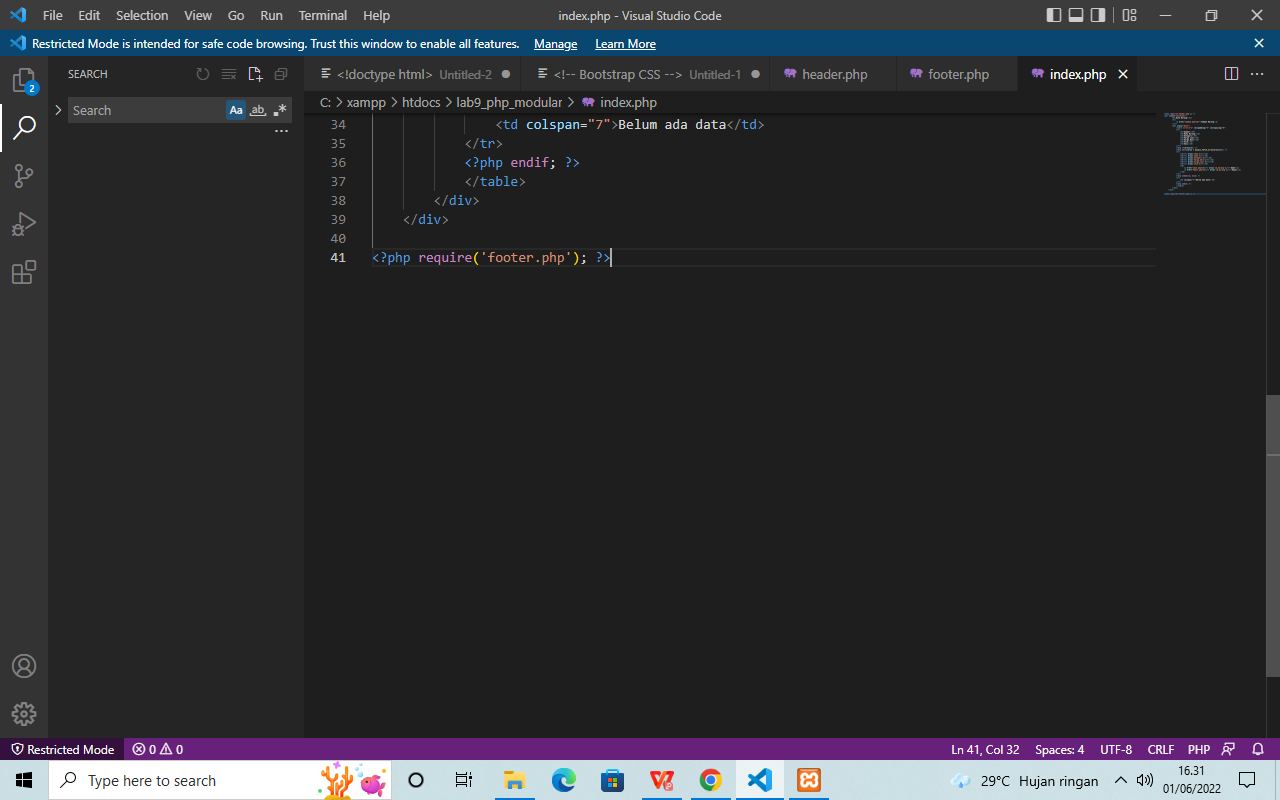 File Edit Selection View Go Run Terminal Help index.php - Visual Studio Code
Restricted Mode is intended for safe code browsing. Trust this window to enable all features. Manage Learn More
2
SEARCH
Search Aa ab
<!doctype html> Untitled-2 <!-- Bootstrap CSS --> Untitled-1 header.php footer.php index.php
C: > xampp > htdocs > lab9_php_modular > index.php
34 <td colspan="7">Belum ada data</td>
35 </tr>
36 <?php endif; ?>
37 </table>
38 </div>
39 </div>
40
41 <?php require('footer.php'); ?>
Restricted Mode 0 0 Ln 41, Col 32 Spaces: 4 UTF-8 CRLF PHP
Type here to search 29°C Hujan ringan 16.31
01/06/2022